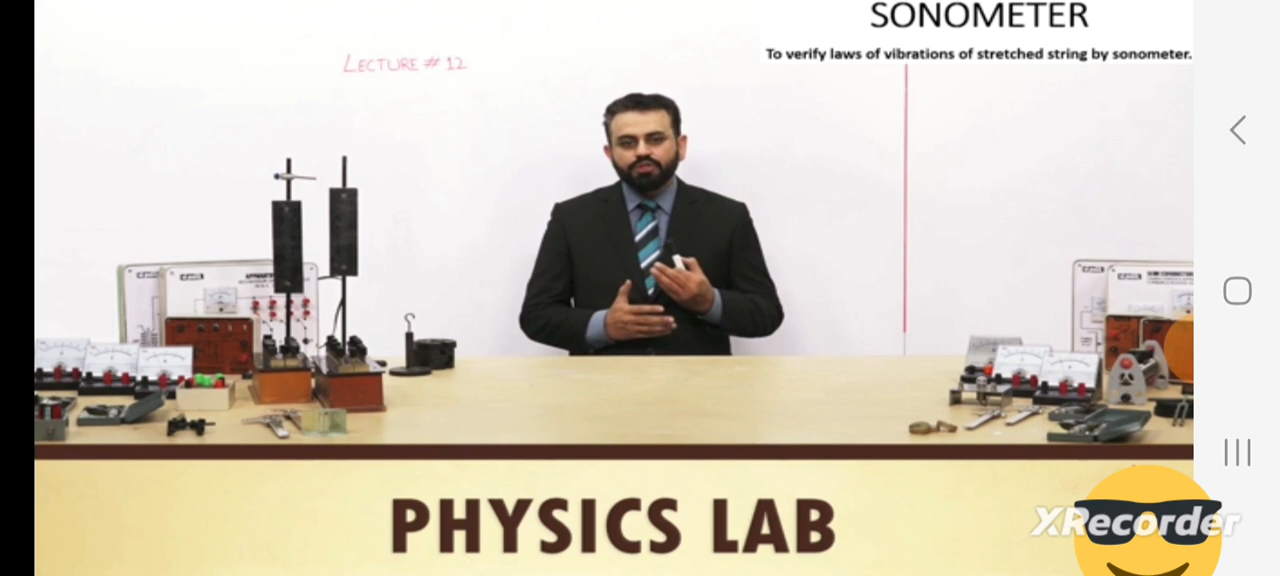 SONOMETER
To verify laws of vibrations of stretched string by sonometer.
LECTURE # 12
PHYSICS LAB
XRecorder